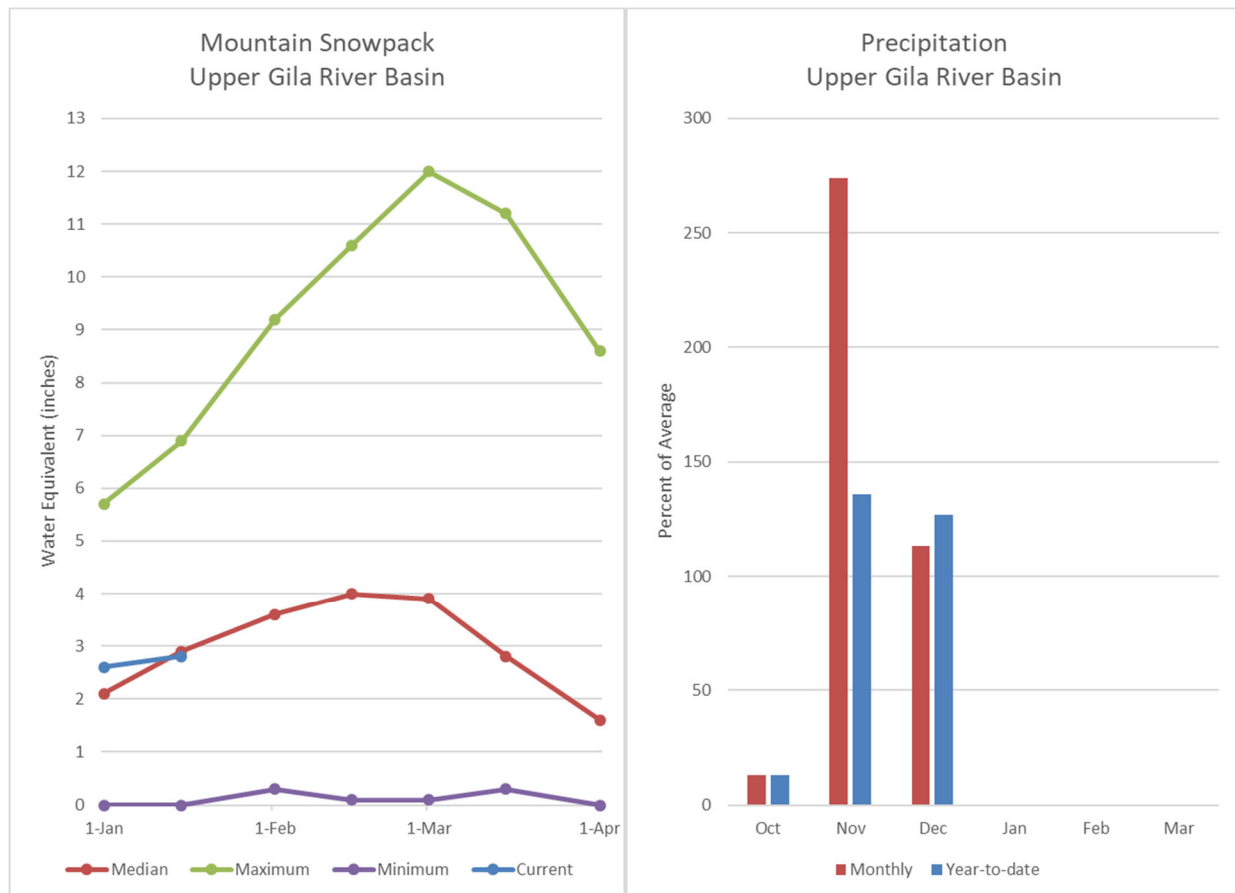 Mountain Snowpack
Upper Gila River Basin
Water Equivalent (inches)
13
12
11
10
9
8
7
6
5
4
3
2
1
0
1-Jan 1-Feb 1-Mar 1-Apr
Median Maximum Minimum Current
Precipitation
Upper Gila River Basin
Percent of Average
300
250
200
150
100
50
0
Oct Nov Dec Jan Feb Mar
Monthly Year-to-date